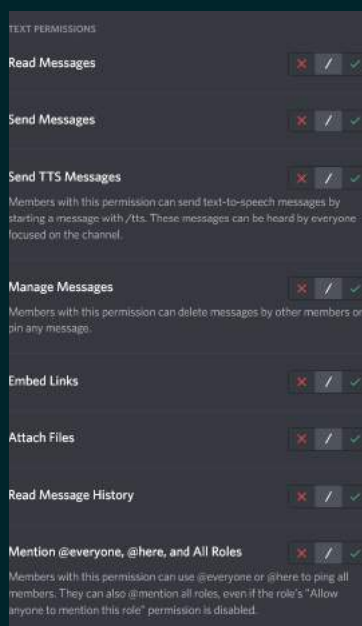 TEXT PERMISSIONS
Read Messages
Send Messages
Send TTS Messages
Members with this permission can send text-to-speech messages by
starting a message with /tts. These messages can be heard by everyone
focused on the channel.
Manage Messages
Members with this permission can delete messages by other members or
pin any message.
Embed Links
Attach Files
Read Message History
Mention @everyone, @here, and All Roles
Members with this permission can use @everyone or @here to ping all
members. They can also @mention all roles, even if the role's "Allow
anyone to mention this role" permission is disabled.